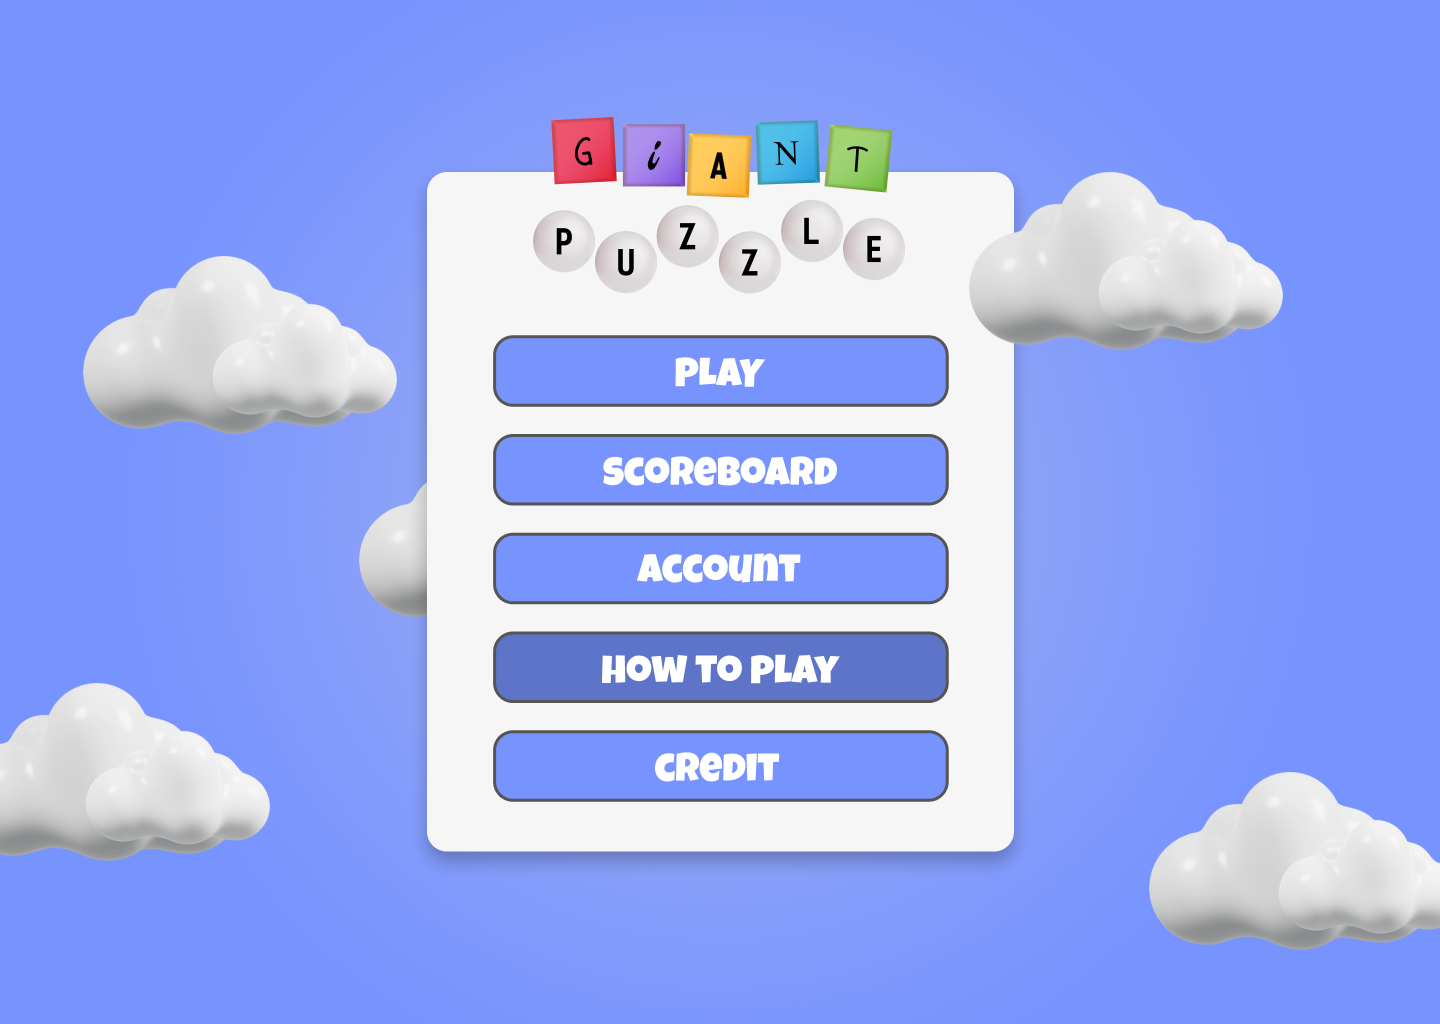 GiANT
PUZZLE
PLAY
SCOReBOARD
ACCOunT
HOW TO PLAY
CReDIT